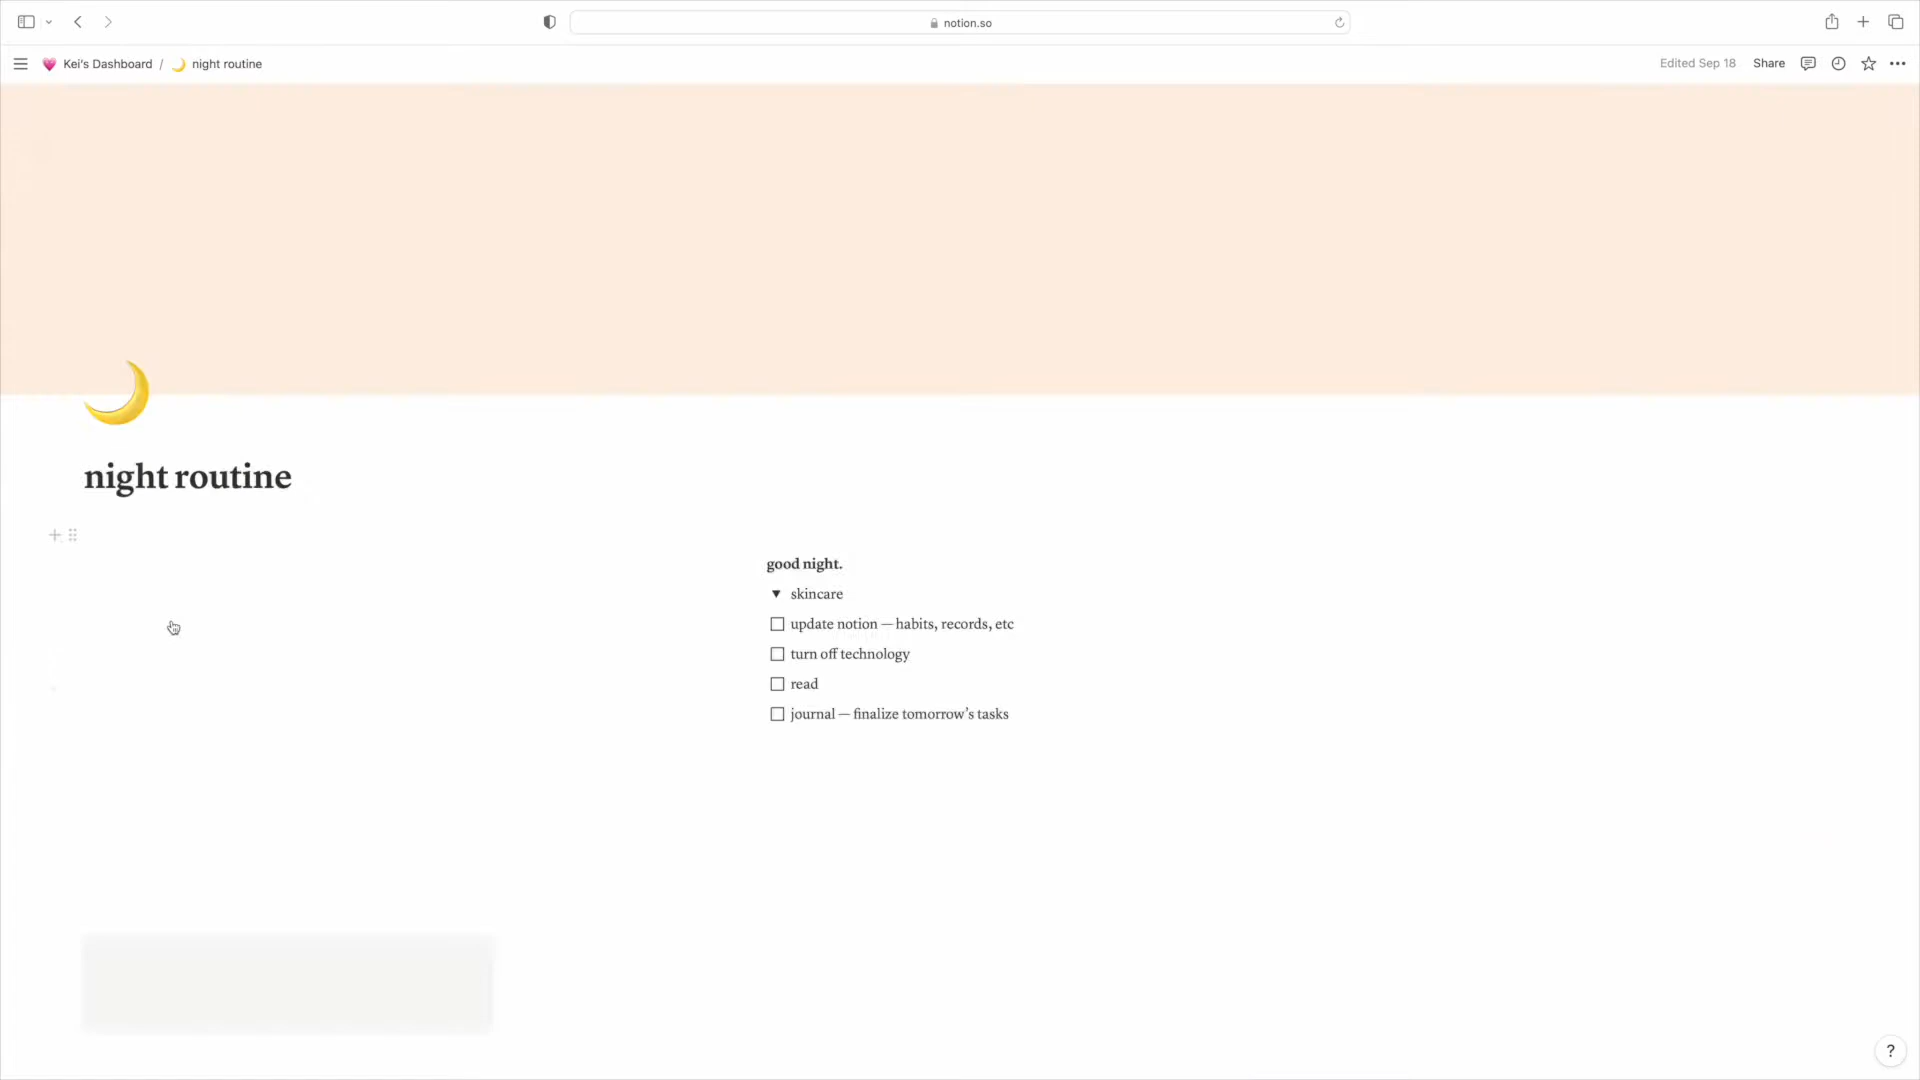 notion.so
Kei's Dashboard / night routine
Edited Sep 18 Share
night routine
good night.
skincare
update notion — habits, records, etc
turn off technology
read
journal — finalize tomorrow's tasks
?